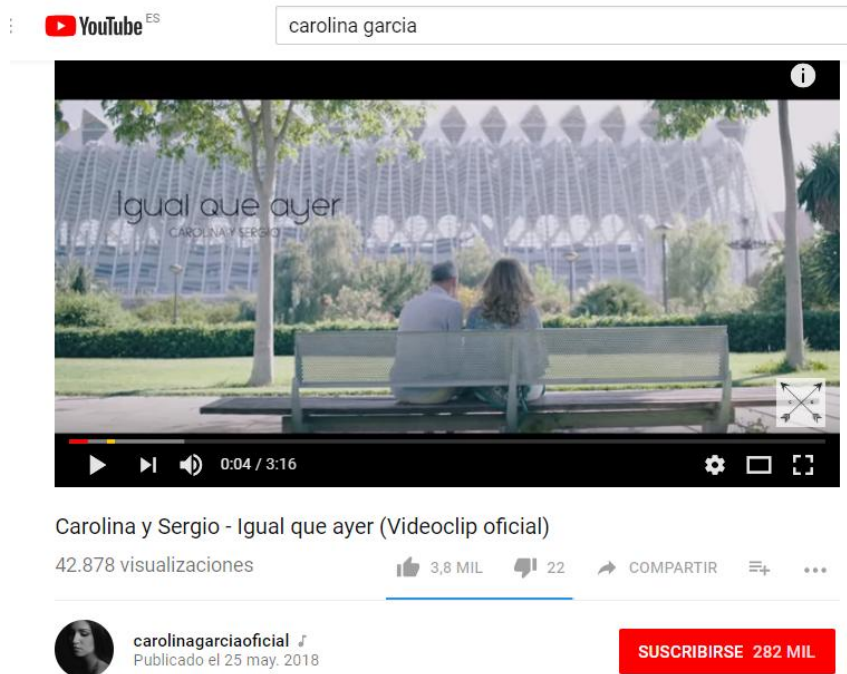 YouTube ES
carolina garcia
Igual que ayer
CAROLINA Y SERGIO
0:04 / 3:16
Carolina y Sergio - Igual que ayer (Videoclip oficial)
42.878 visualizaciones
3,8 MIL
22
COMPARTIR
carolinagarciaoficial
Publicado el 25 may. 2018
SUSCRIBIRSE 282 MIL